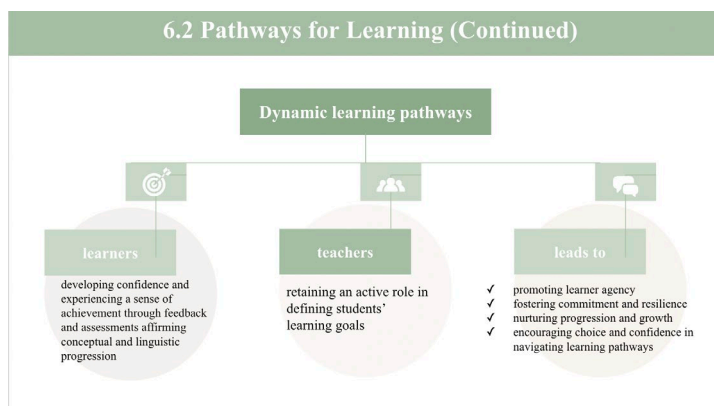 6.2 Pathways for Learning (Continued)
Dynamic learning pathways
learners
developing confidence and
experiencing a sense of
achievement through feedback
and assessments affirming
conceptual and linguistic
progression
teachers
retaining an active role in
defining students’
learning goals
leads to
✓ promoting learner agency
✓ fostering commitment and resilience
✓ nurturing progression and growth
✓ encouraging choice and confidence in
navigating learning pathways